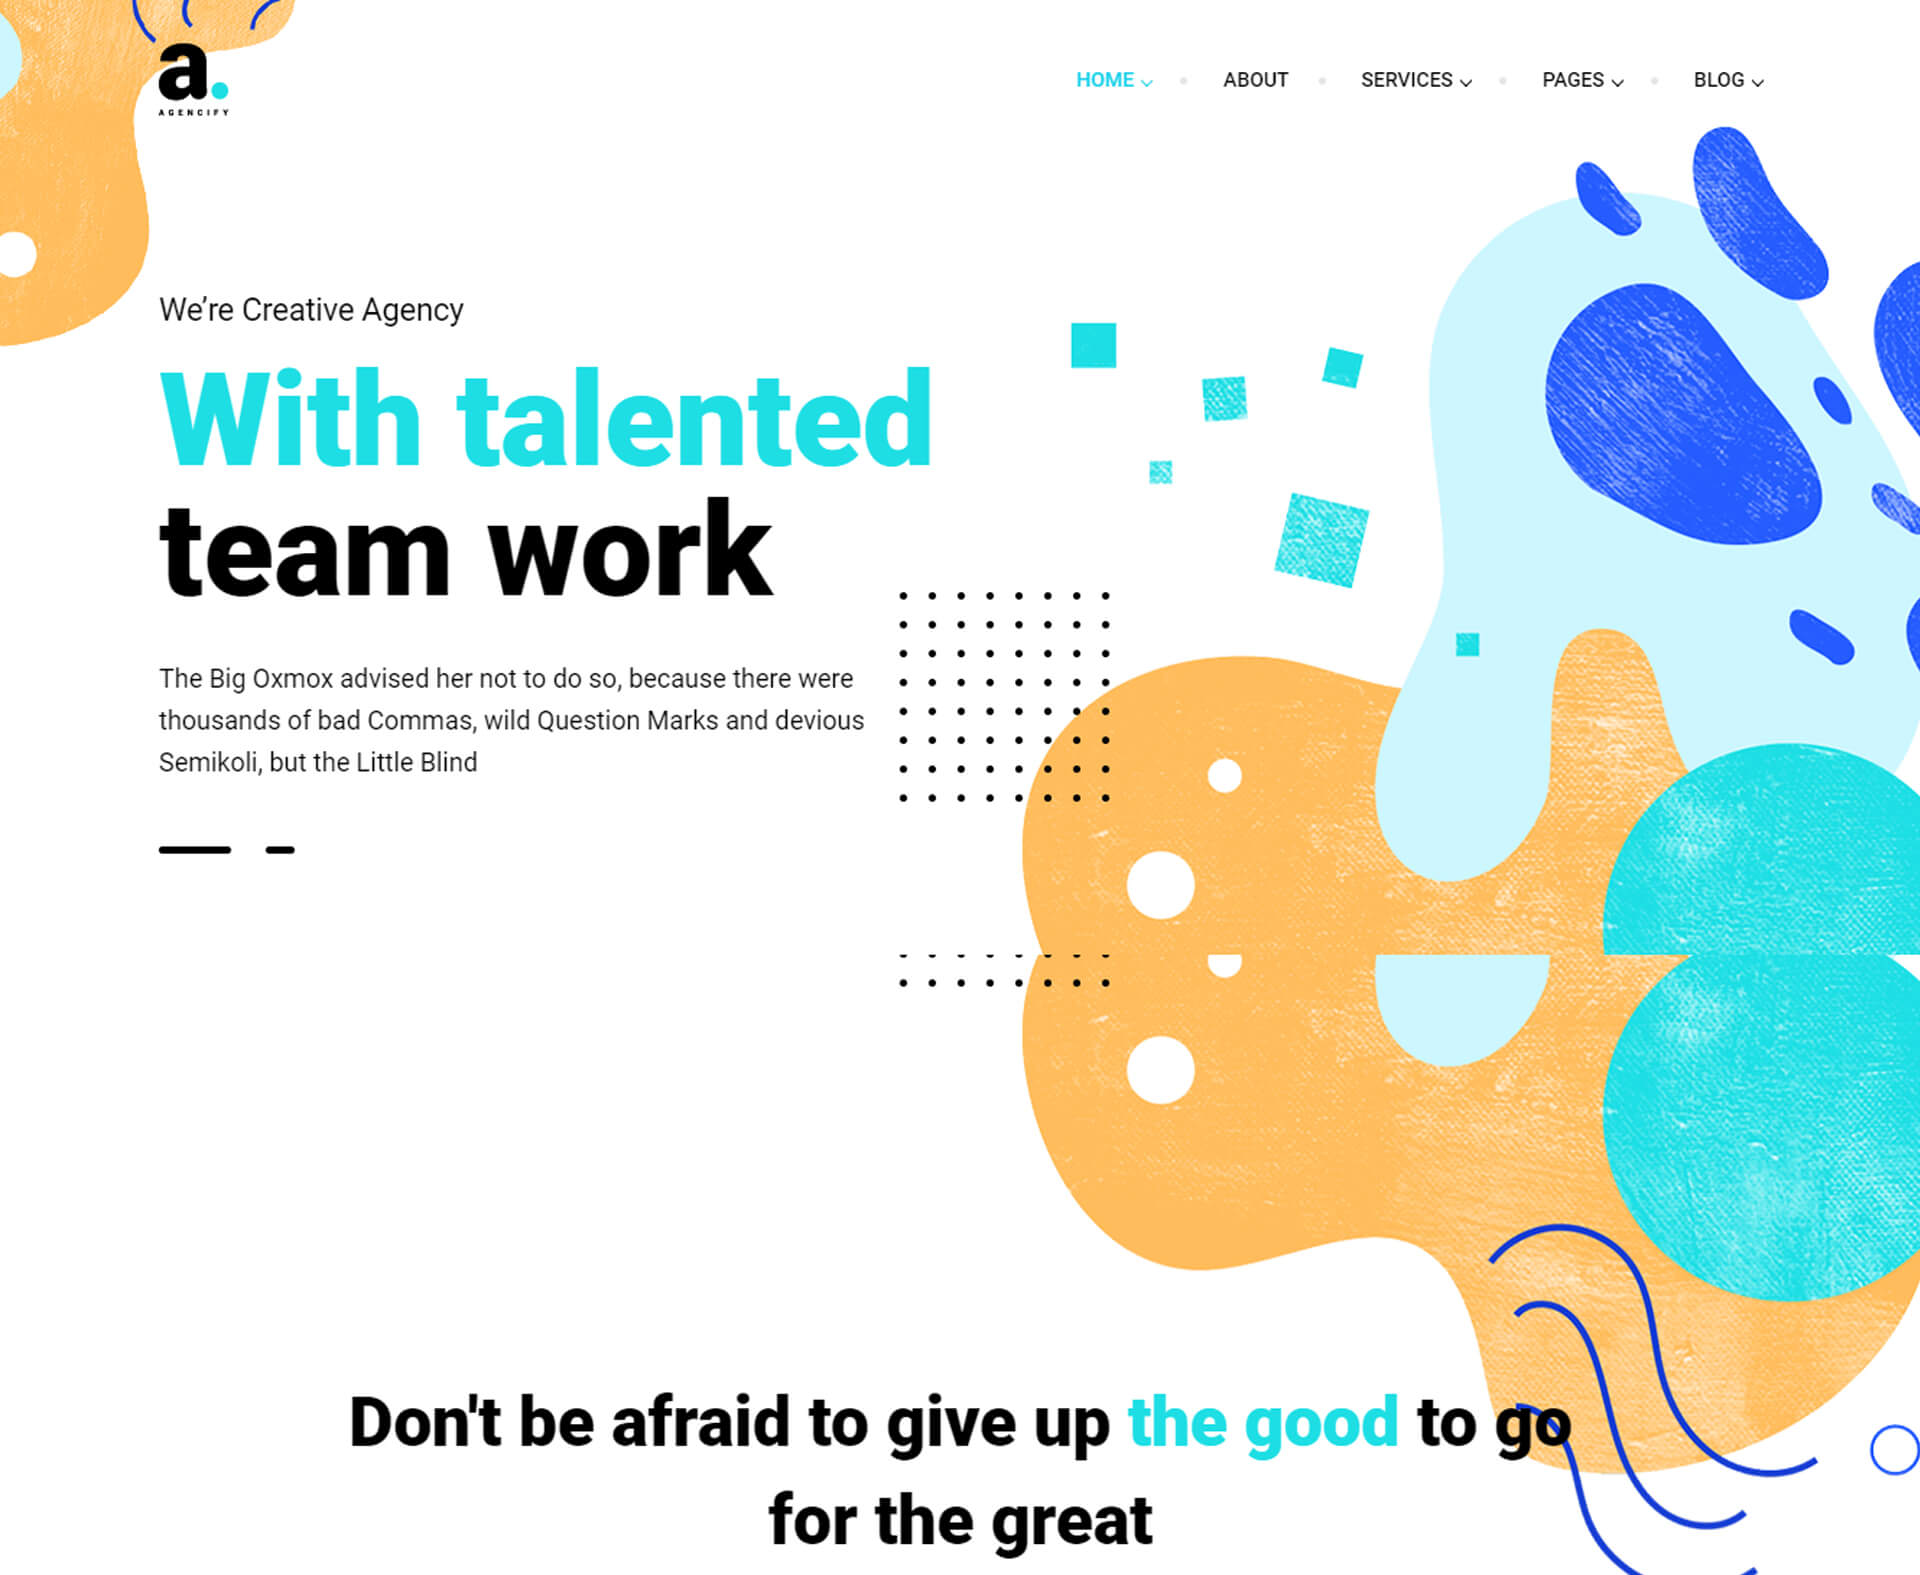 a.
AGENCIFY
HOME ABOUT SERVICES PAGES BLOG
We’re Creative Agency
With talented
team work
The Big Oxmox advised her not to do so, because there were
thousands of bad Commas, wild Question Marks and devious
Semikoli, but the Little Blind
Don't be afraid to give up the good to go
for the great